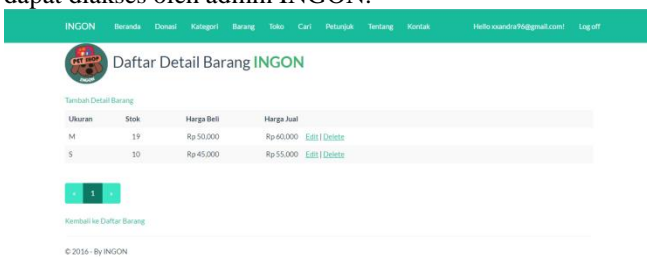 dapat diakses oleh admin INGON.
INGON Beranda Donasi Kategori Barang Toko Cari Petunjuk Tentang Kontak Hello xxandra96@gmail.com! Log off
PET SHOP
INGON
Daftar Detail Barang INGON
Tambah Detail Barang
Ukuran Stok Harga Beli Harga Jual
M 19 Rp 50,000 Rp 60,000 Edit | Delete
S 10 Rp 45,000 Rp 55,000 Edit | Delete
« 1 »
Kembali ke Daftar Barang
© 2016 - By INGON